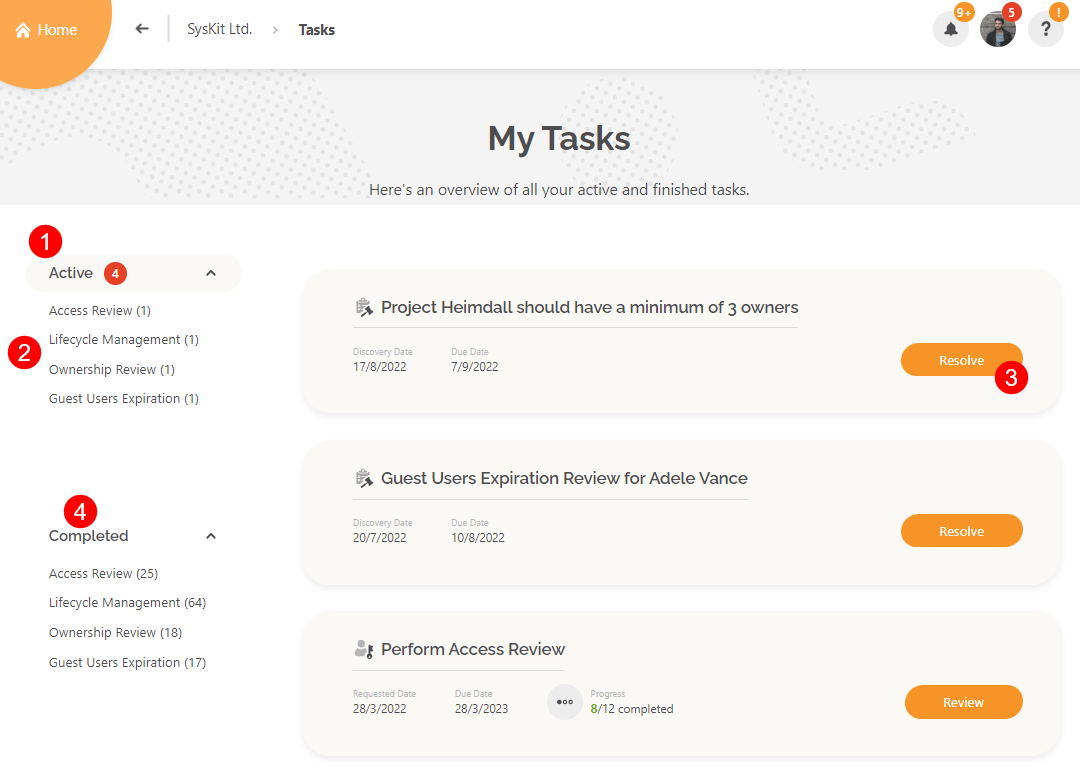 Home
SysKit Ltd. > Tasks
9+
5
!
?
My Tasks
Here's an overview of all your active and finished tasks.
1
Active 4
Access Review (1)
2
Lifecycle Management (1)
Ownership Review (1)
Guest Users Expiration (1)
4
Completed
Access Review (25)
Lifecycle Management (64)
Ownership Review (18)
Guest Users Expiration (17)
Project Heimdall should have a minimum of 3 owners
Discovery Date Due Date
17/8/2022 7/9/2022
Resolve
3
Guest Users Expiration Review for Adele Vance
Discovery Date Due Date
20/7/2022 10/8/2022
Resolve
Perform Access Review
Requested Date Due Date Progress
28/3/2022 28/3/2023 8/12 completed
Review